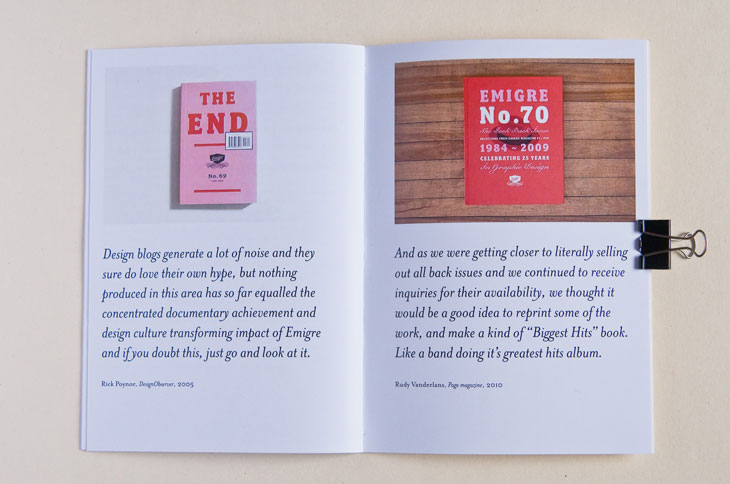 THE
END
No.69
Design blogs generate a lot of noise and they
sure do love their own hype, but nothing
produced in this area has so far equalled the
concentrated documentary achievement and
design culture transforming impact of Emigre
and if you doubt this, just go and look at it.
Rick Poynor, DesignObserver, 2005
EMIGRE
No.70
The Look Back Issue
1984 ~ 2009
CELEBRATING 25 YEARS
In Graphic Design
And as we were getting closer to literally selling
out all back issues and we continued to receive
inquiries for their availability, we thought it
would be a good idea to reprint some of the
work, and make a kind of “Biggest Hits” book.
Like a band doing it’s greatest hits album.
Rudy Vanderlans, Page magazine, 2010